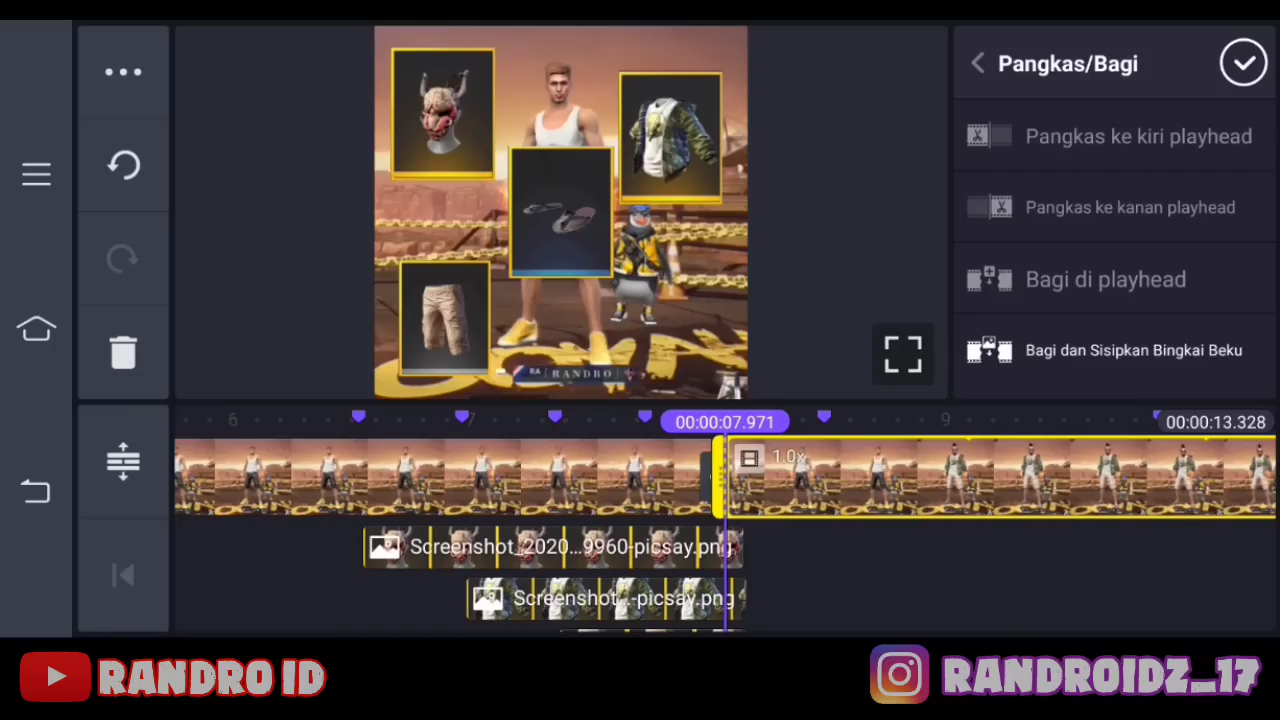 Pangkas/Bagi
Pangkas ke kiri playhead
Pangkas ke kanan playhead
Bagi di playhead
Bagi dan Sisipkan Bingkai Beku
RA | RANDRO
6
7
00:00:07.971
9
00:00:13.328
1.0x
Screenshot_2020...9960-picsay.png
Screenshot...-picsay.png
RANDRO ID
RANDROIDZ_17